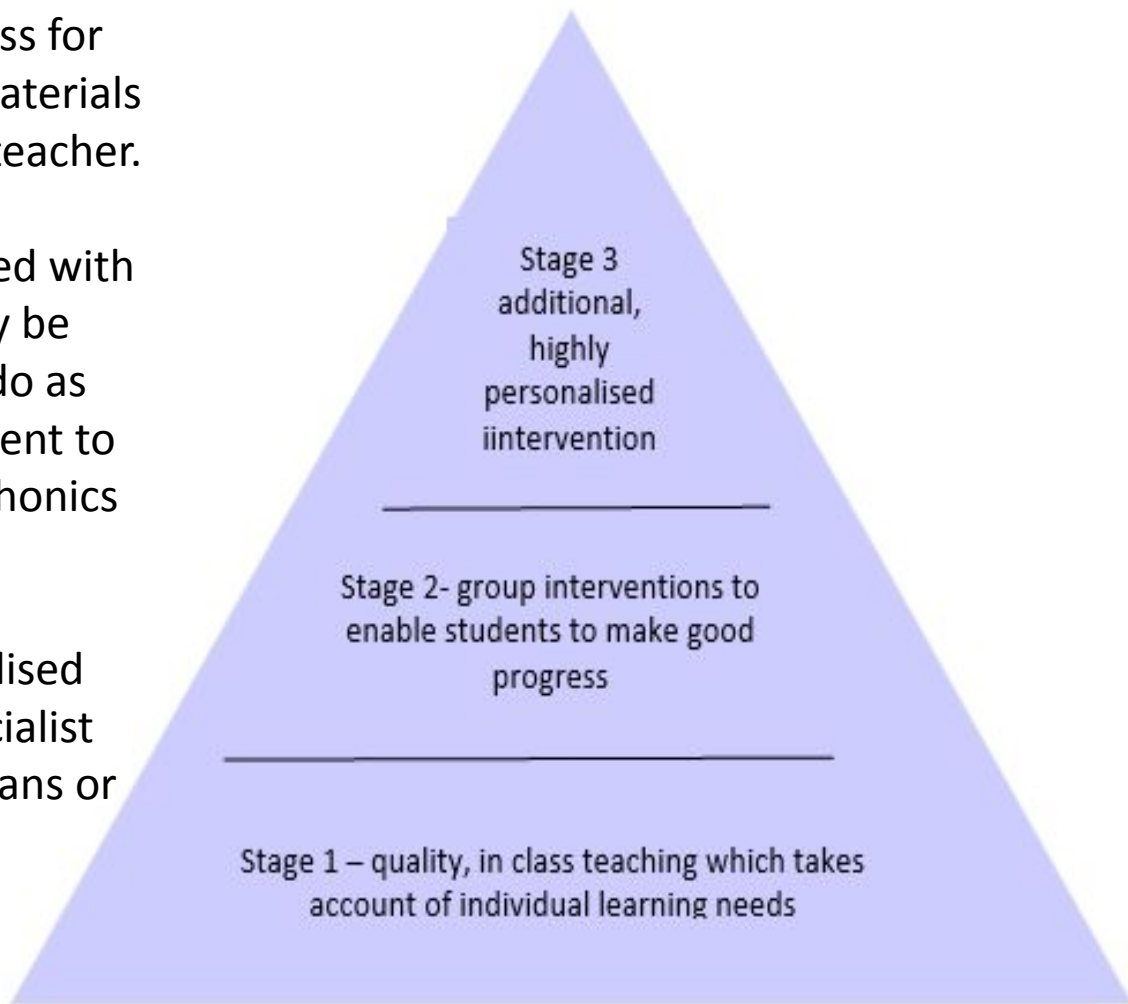 ss for
aterials
teacher.
ed with
y be
do as
ent to
honics
lised
cialist
ans or
Stage 3
additional,
highly
personalised
iintervention
Stage 2- group interventions to
enable students to make good
progress
Stage 1 – quality, in class teaching which takes
account of individual learning needs